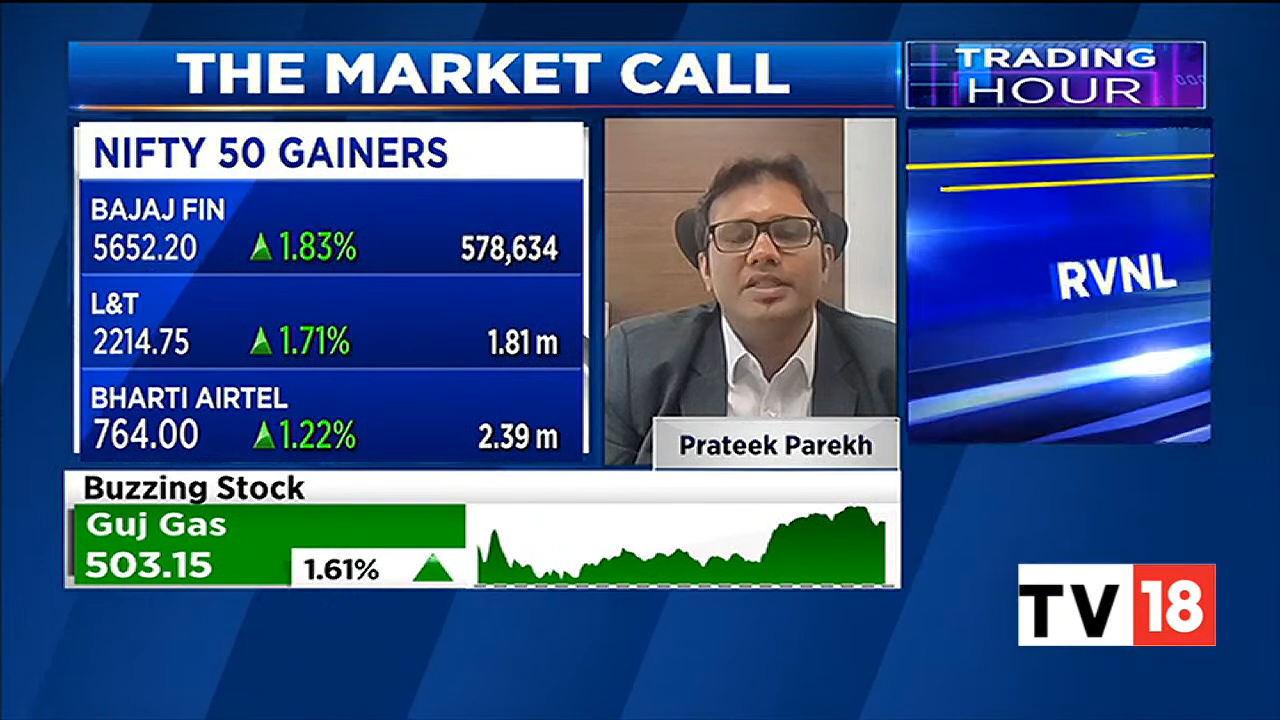 THE MARKET CALL
TRADING
HOUR
NIFTY 50 GAINERS
BAJAJ FIN
5652.20 1.83% 578,634
L&T
2214.75 1.71% 1.81 m
BHARTI AIRTEL
764.00 1.22% 2.39 m
Prateek Parekh
RVNL
Buzzing Stock
Guj Gas
503.15 1.61%
TV 18